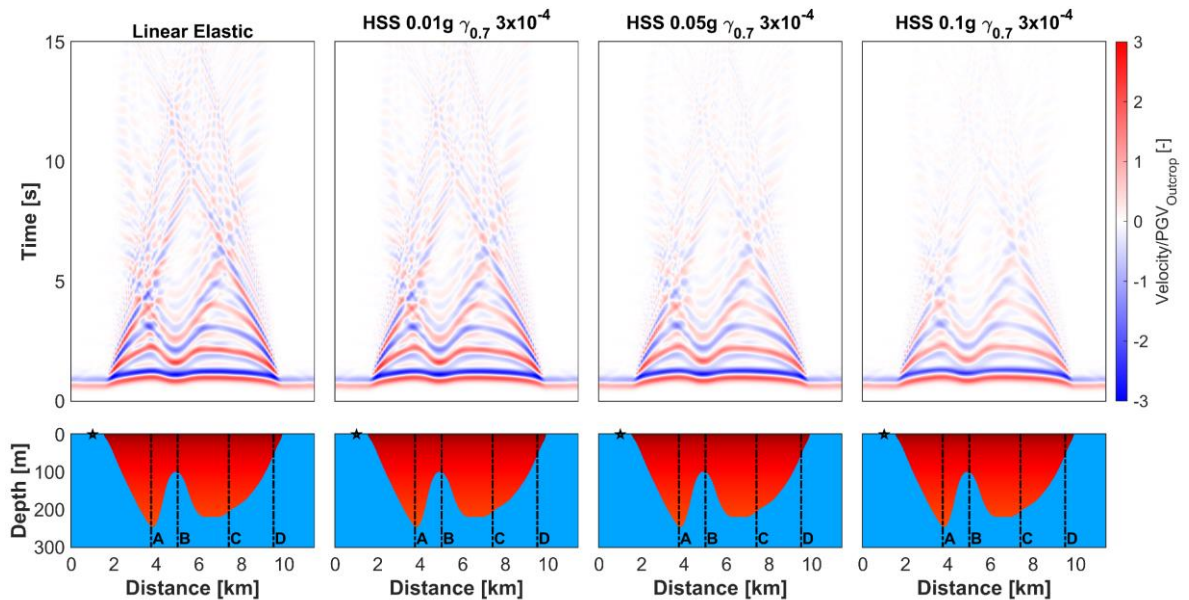 Linear Elastic
HSS 0.01g γ0.7 3x10-4
HSS 0.05g γ0.7 3x10-4
HSS 0.1g γ0.7 3x10-4
15
10
5
0
Time [s]
3
2
1
0
-1
-2
-3
Velocity/PGVOutcrop [-]
0
100
200
300
Depth [m]
A B C D
A B C D
A B C D
A B C D
0 2 4 6 8 10
0 2 4 6 8 10
0 2 4 6 8 10
0 2 4 6 8 10
Distance [km]
Distance [km]
Distance [km]
Distance [km]